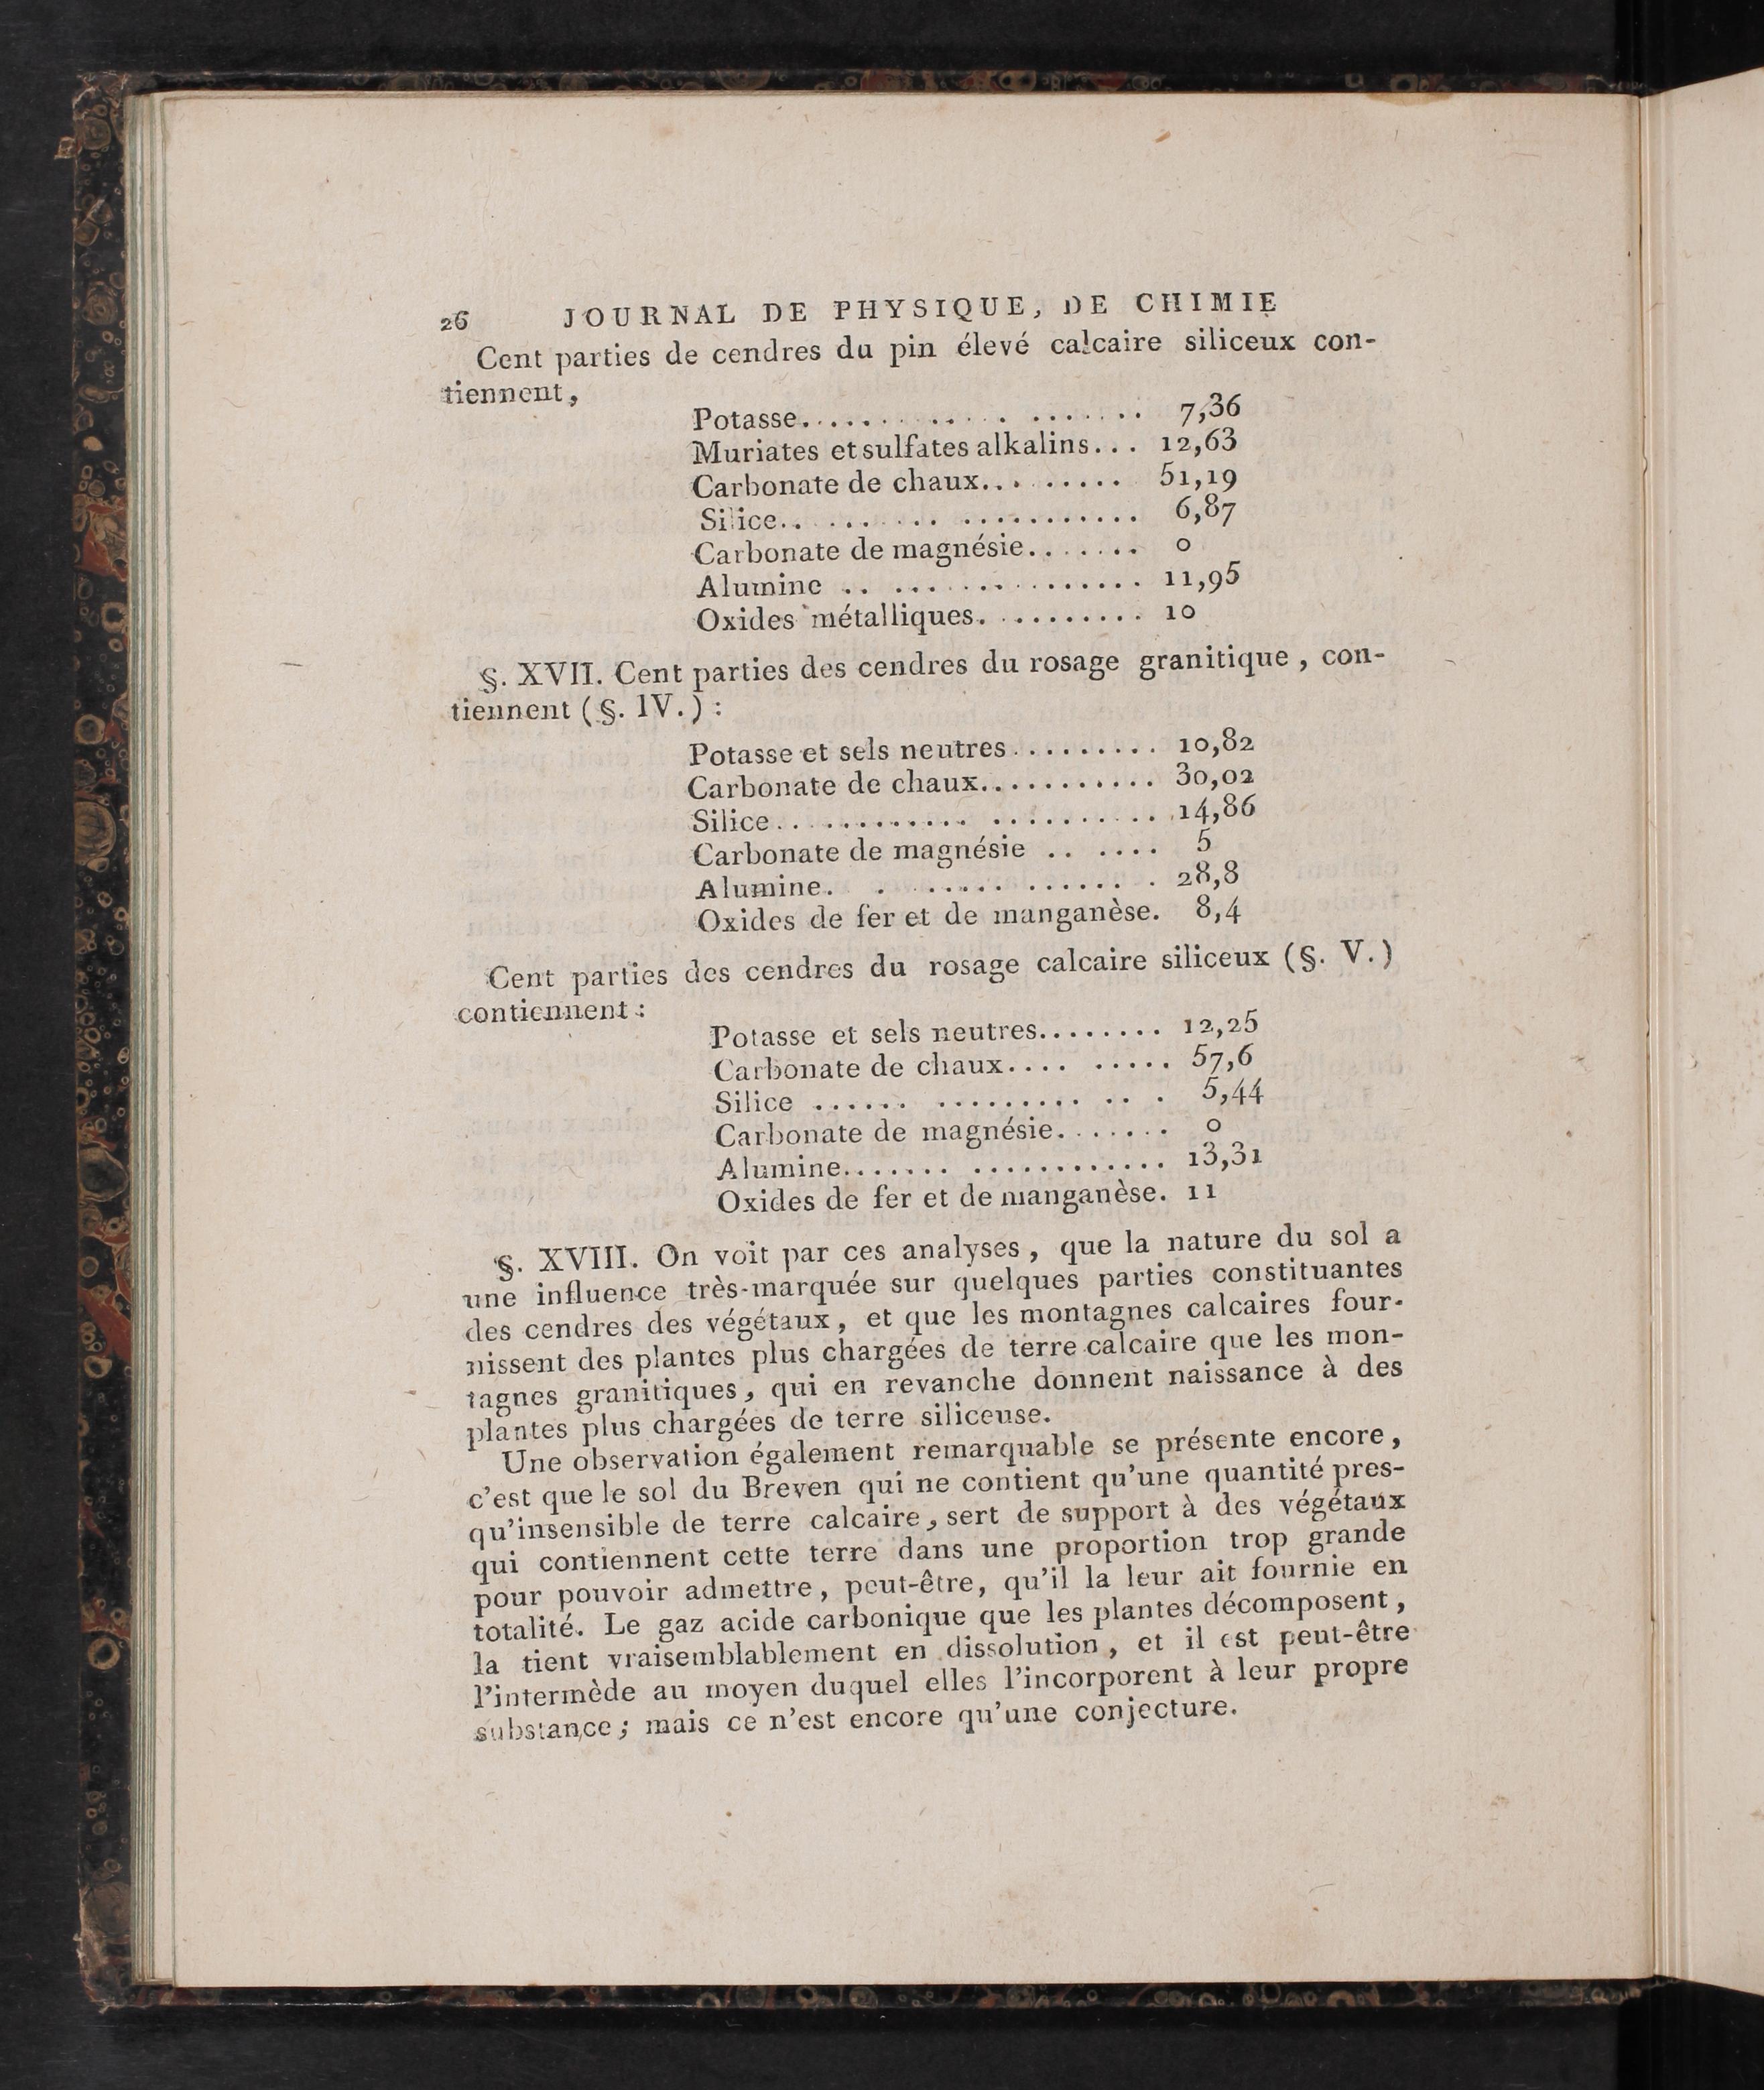 26 JOURNAL DE PHYSIQUE, DE CHIMIE
Cent parties de cendres du pin élevé calcaire siliceux con-
tiennent,
Potasse.................... 7,36
Muriates et sulfates alkalins... 12,63
Carbonate de chaux......... 51,19
Silice...................... 6,87
Carbonate de magnésie....... 0
Alumine .................. 11,95
Oxides métalliques.......... 10
§. XVII. Cent parties des cendres du rosage granitique, con-
tiennent (§. IV.) :
Potasse et sels neutres......... 10,82
Carbonate de chaux........... 30,02
Silice....................... 14,86
Carbonate de magnésie ...... 5
Alumine. ............... 28,8
Oxides de fer et de manganèse. 8,4
Cent parties des cendres du rosage calcaire siliceux (§. V.)
contiennent :
Potasse et sels neutres........ 12,25
Carbonate de chaux......... 57,6
Silice .................. 5,44
Carbonate de magnésie....... 0
Alumine................... 13,31
Oxides de fer et de manganèse. 11
§. XVIII. On voit par ces analyses, que la nature du sol a
une influence très-marquée sur quelques parties constituantes
des cendres des végétaux, et que les montagnes calcaires four-
nissent des plantes plus chargées de terre calcaire que les mon-
tagnes granitiques, qui en revanche donnent naissance à des
plantes plus chargées de terre siliceuse.
Une observation également remarquable se présente encore,
c'est que le sol du Breven qui ne contient qu'une quantité pres-
qu'insensible de terre calcaire, sert de support à des végétaux
qui contiennent cette terre dans une proportion trop grande
pour pouvoir admettre, peut-être, qu'il la leur ait fournie en
totalité. Le gaz acide carbonique que les plantes décomposent,
la tient vraisemblablement en dissolution, et il est peut-être
l'intermède au moyen duquel elles l'incorporent à leur propre
substance; mais ce n'est encore qu'une conjecture.